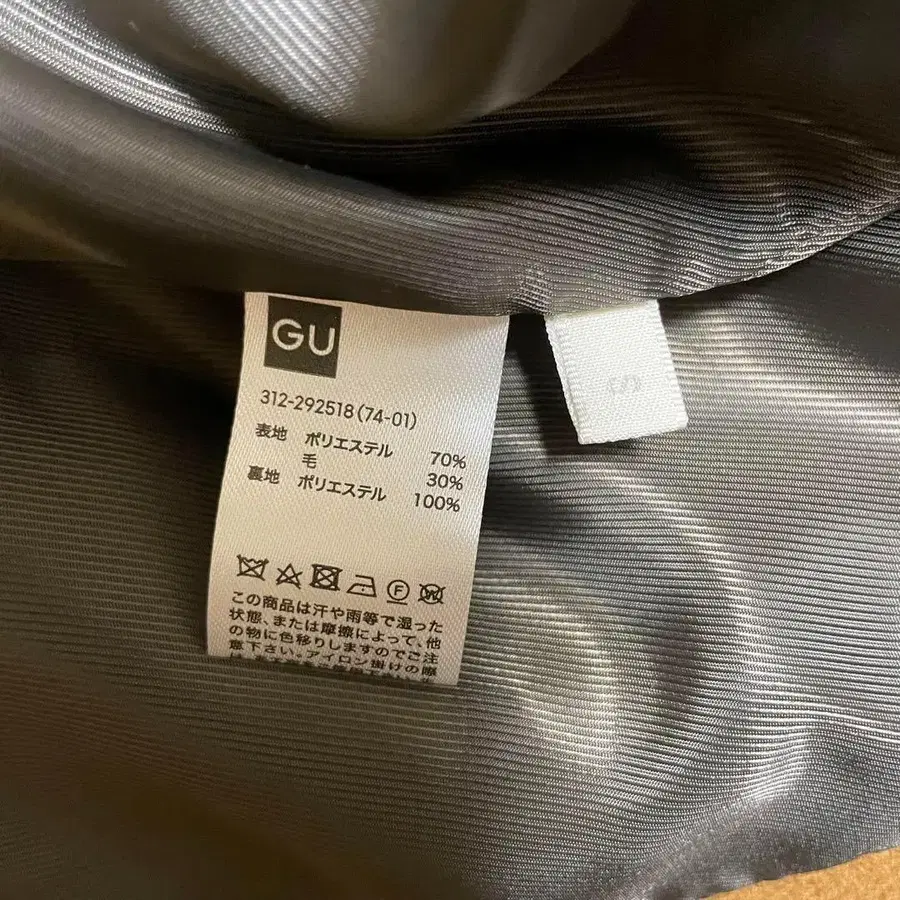 GU
312-292518(74-01)
表地 ポリエステル 70%
毛 30%
裏地 ポリエステル 100%
F W
この商品は汗や雨等で湿った
状態、または摩擦によって、他
の物に色移りしますのでご注
意下さい。アイロン掛けの際
S